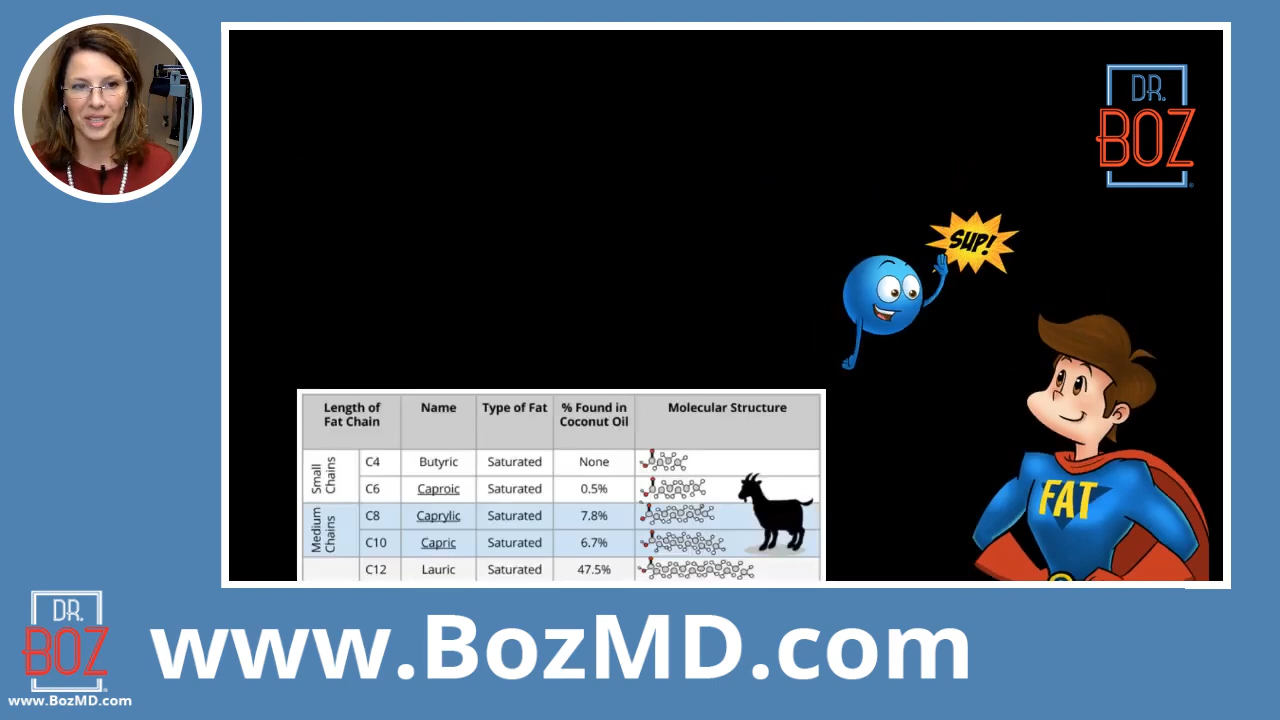 DR.
BOZ
SUP!
FAT
Length of Fat Chain Name Type of Fat % Found in Coconut Oil Molecular Structure
Small Chains
C4 Butyric Saturated None
C6 Caproic Saturated 0.5%
Medium Chains
C8 Caprylic Saturated 7.8%
C10 Capric Saturated 6.7%
C12 Lauric Saturated 47.5%
DR.
BOZ
www.BozMD.com
www.BozMD.com